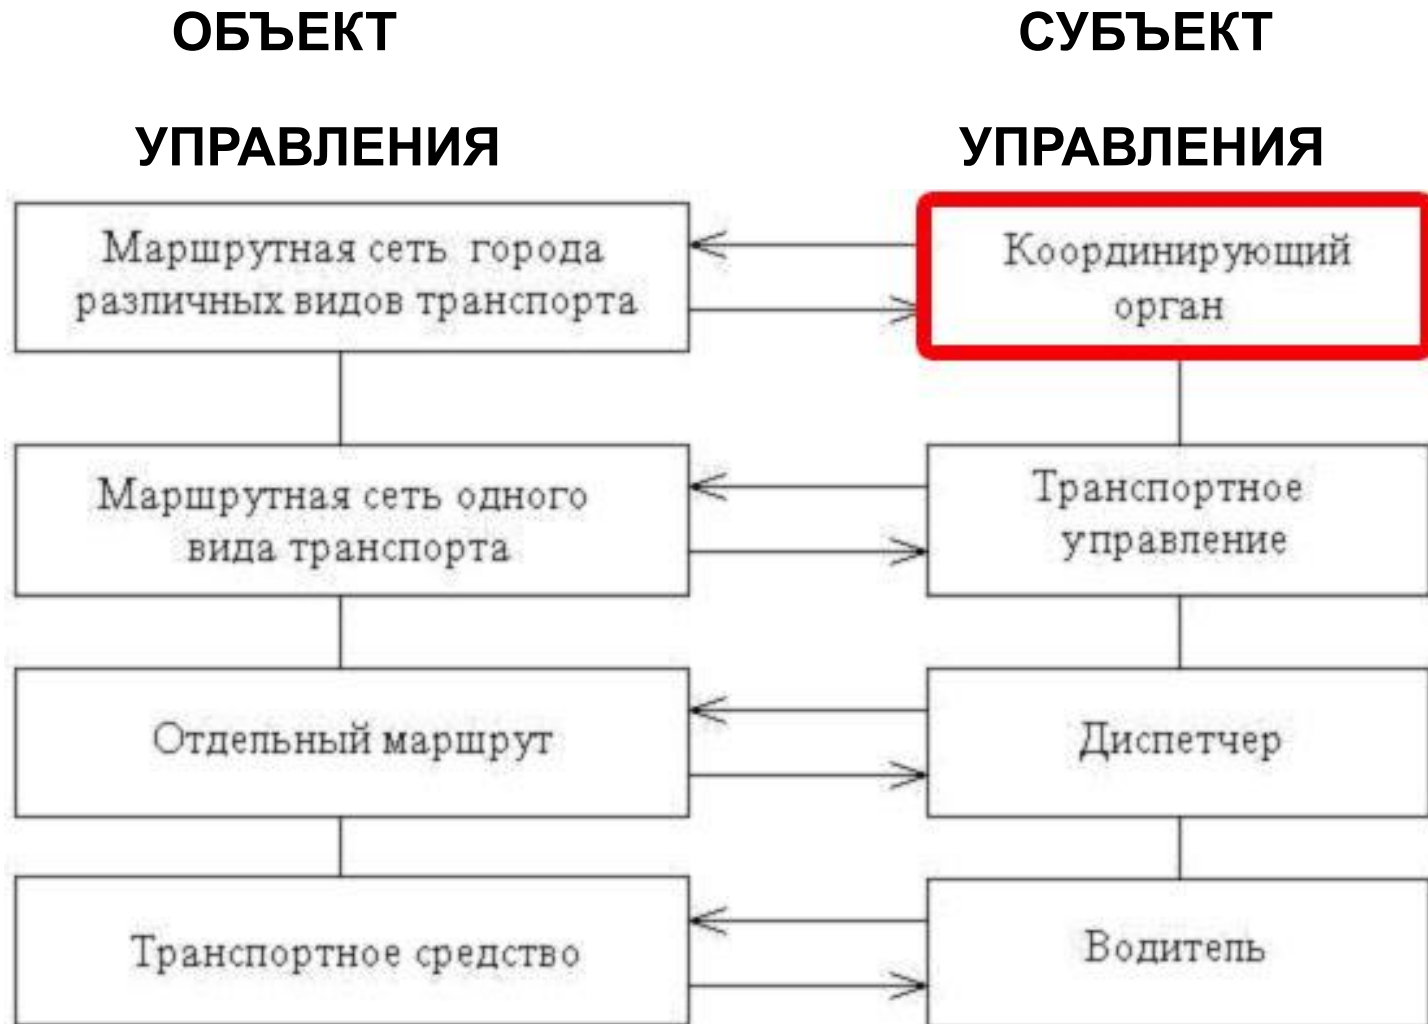 ОБЪЕКТ
УПРАВЛЕНИЯ
СУБЪЕКТ
УПРАВЛЕНИЯ
Маршрутная сеть города
различных видов транспорта
Координирующий
орган
Маршрутная сеть одного
вида транспорта
Транспортное
управление
Отдельный маршрут
Диспетчер
Транспортное средство
Водитель